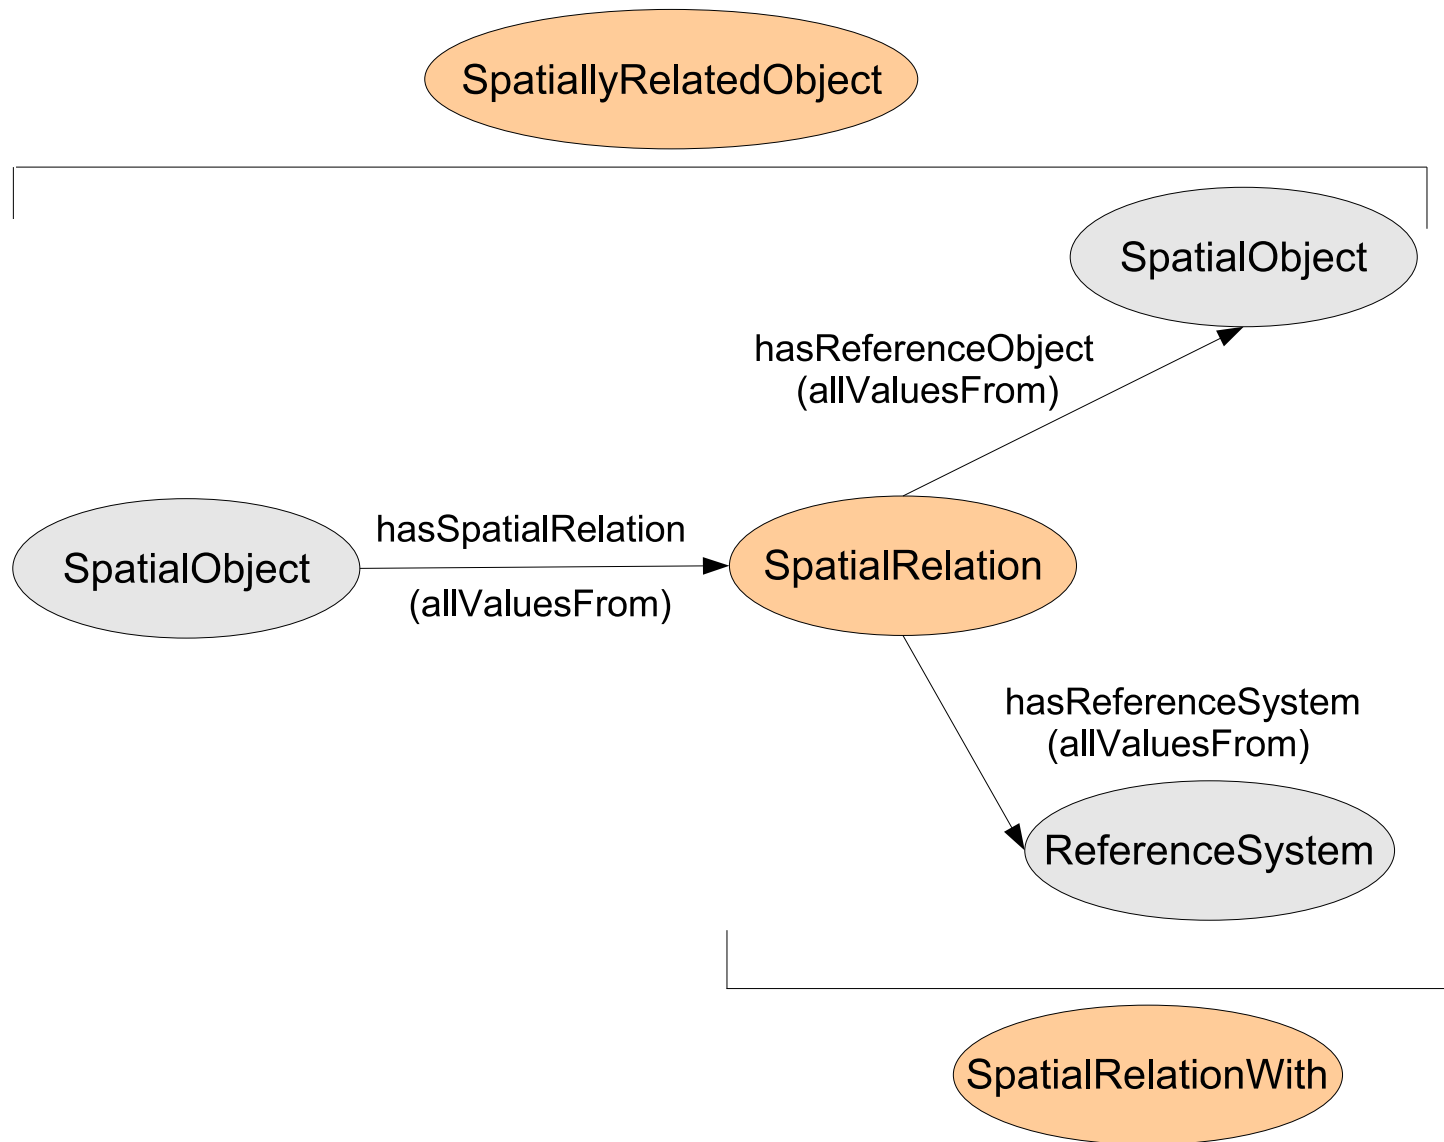 SpatiallyRelatedObject
SpatialObject
hasReferenceObject
(allValuesFrom)
hasSpatialRelation
SpatialObject
SpatialRelation
(allValuesFrom)
hasReferenceSystem
(allValuesFrom)
ReferenceSystem
SpatialRelationWith